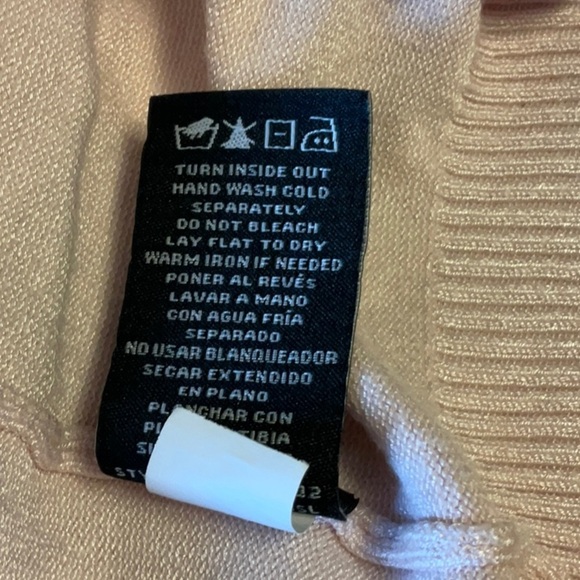 TURN INSIDE OUT
HAND WASH COLD
SEPARATELY
DO NOT BLEACH
LAY FLAT TO DRY
WARM IRON IF NEEDED
PONER AL REVÉS
LAVAR A MANO
CON AGUA FRÍA
SEPARADO
NO USAR BLANQUEADOR
SECAR EXTENDIDO
EN PLANO
PLANCHAR CON